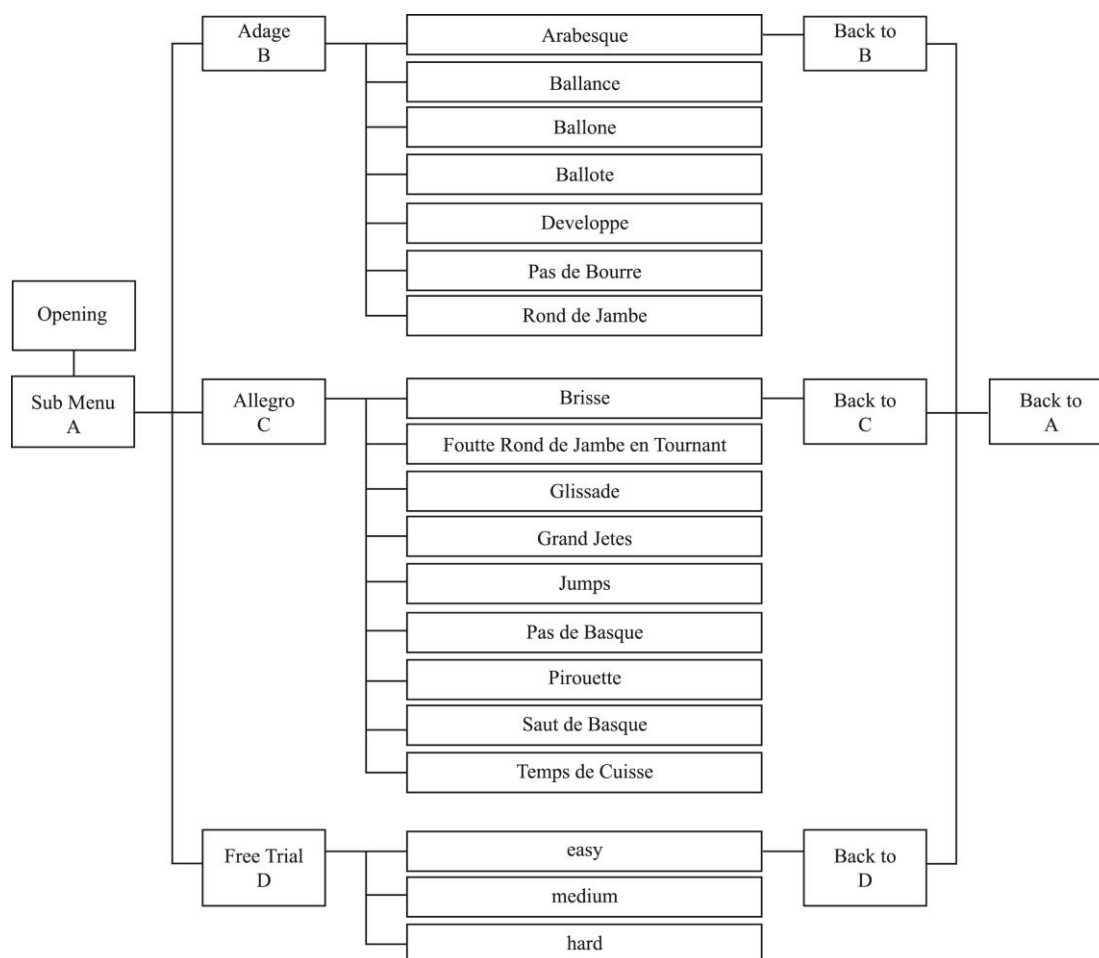 Opening
Sub Menu
A
Adage
B
Arabesque
Ballance
Ballone
Ballote
Developpe
Pas de Bourre
Rond de Jambe
Back to
B
Allegro
C
Brisse
Foutte Rond de Jambe en Tournant
Glissade
Grand Jetes
Jumps
Pas de Basque
Pirouette
Saut de Basque
Temps de Cuisse
Back to
C
Free Trial
D
easy
medium
hard
Back to
D
Back to
A